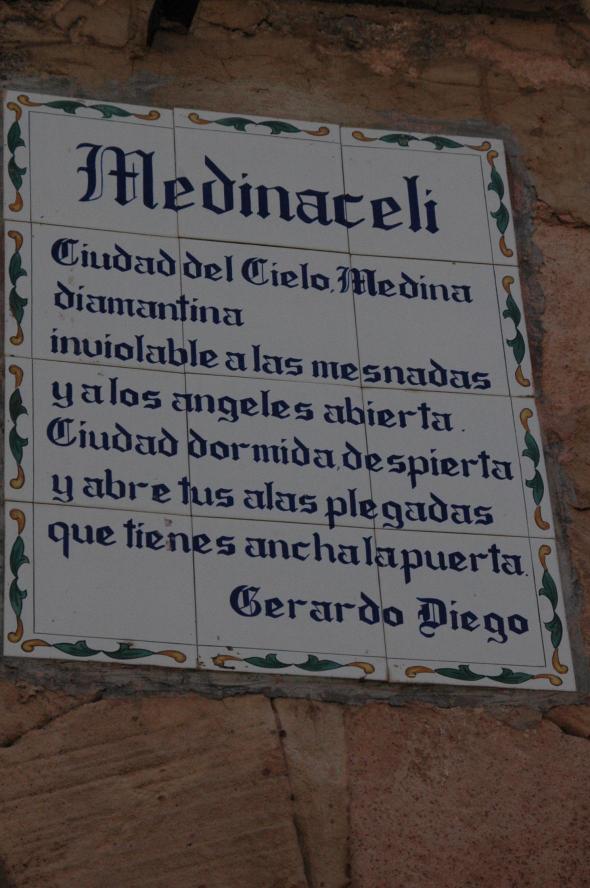 Medinaceli
Ciudad del Cielo, Medina
diamantina
inviolable a las mesnadas
y a los angeles abierta.
Ciudad dormida, despierta
y abre tus alas plegadas
que tienes ancha la puerta.
Gerardo Diego